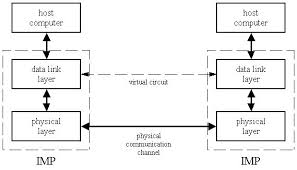 host
computer
host
computer
data link
layer
virtual circuit
data link
layer
physical
layer
physical
communication
channel
physical
layer
IMP
IMP